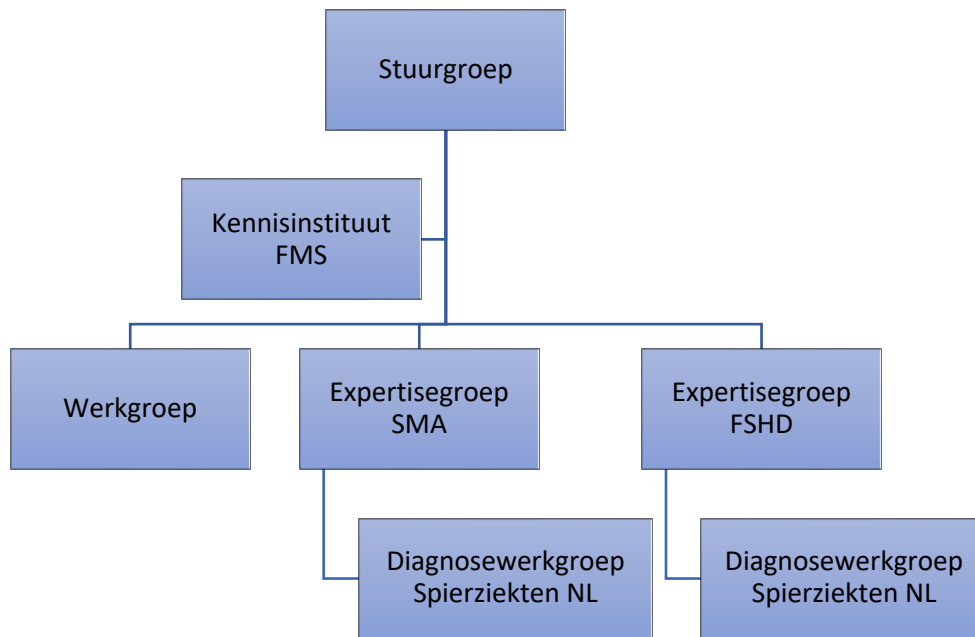 Stuurgroep
Kennisinstituut
FMS
Werkgroep
Expertisegroep
SMA
Expertisegroep
FSHD
Diagnosewerkgroep
Spierziekten NL
Diagnosewerkgroep
Spierziekten NL